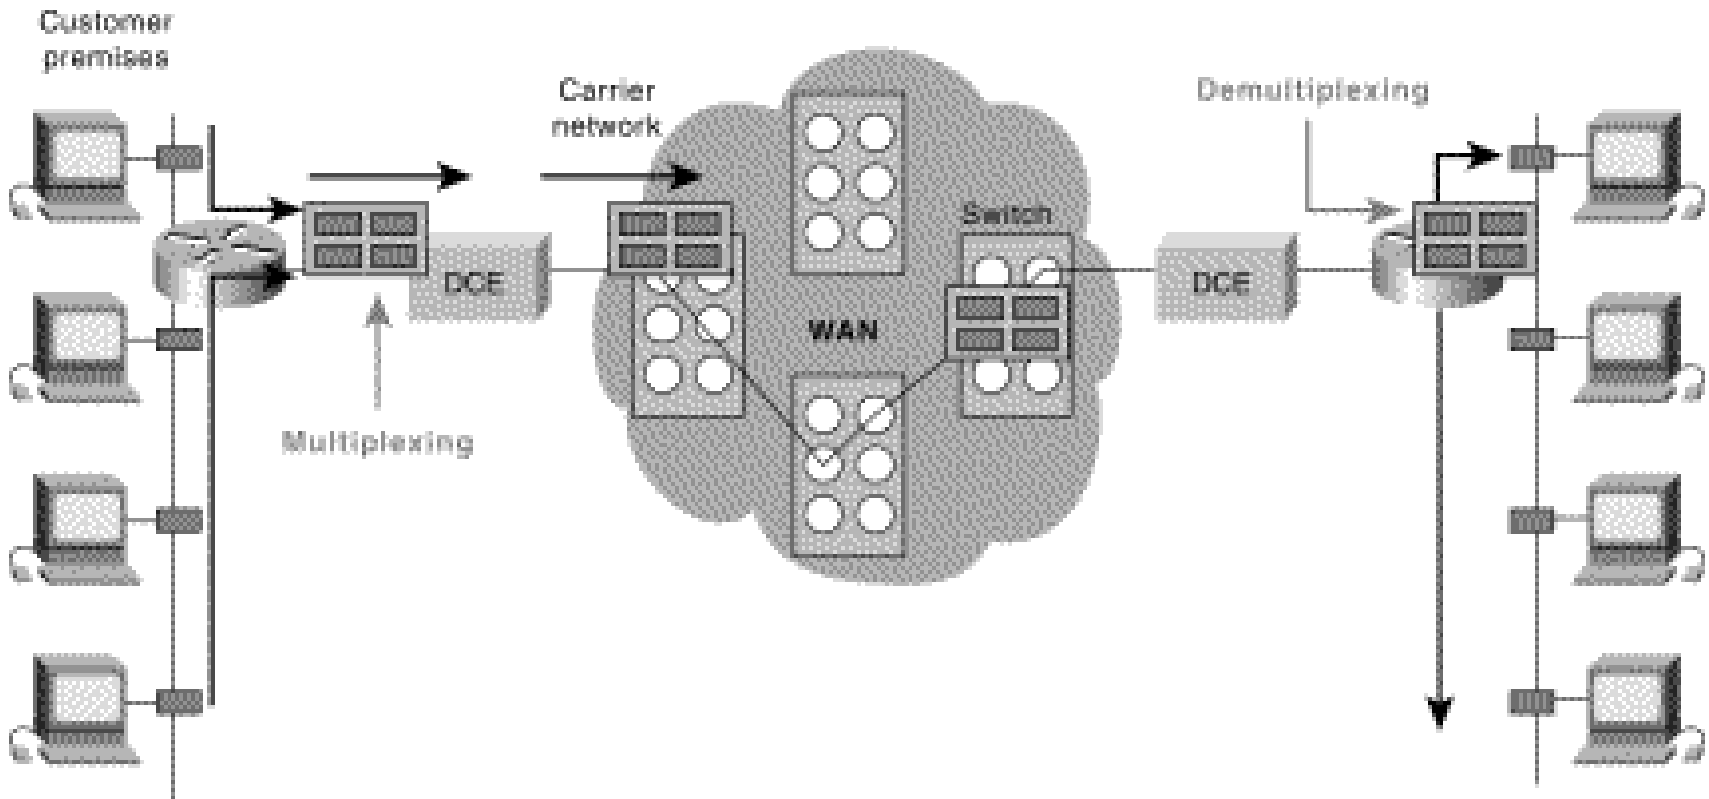 Customer
premises
Carrier
network
Demultiplexing
Switch
DCE
DCE
WAN
Multiplexing